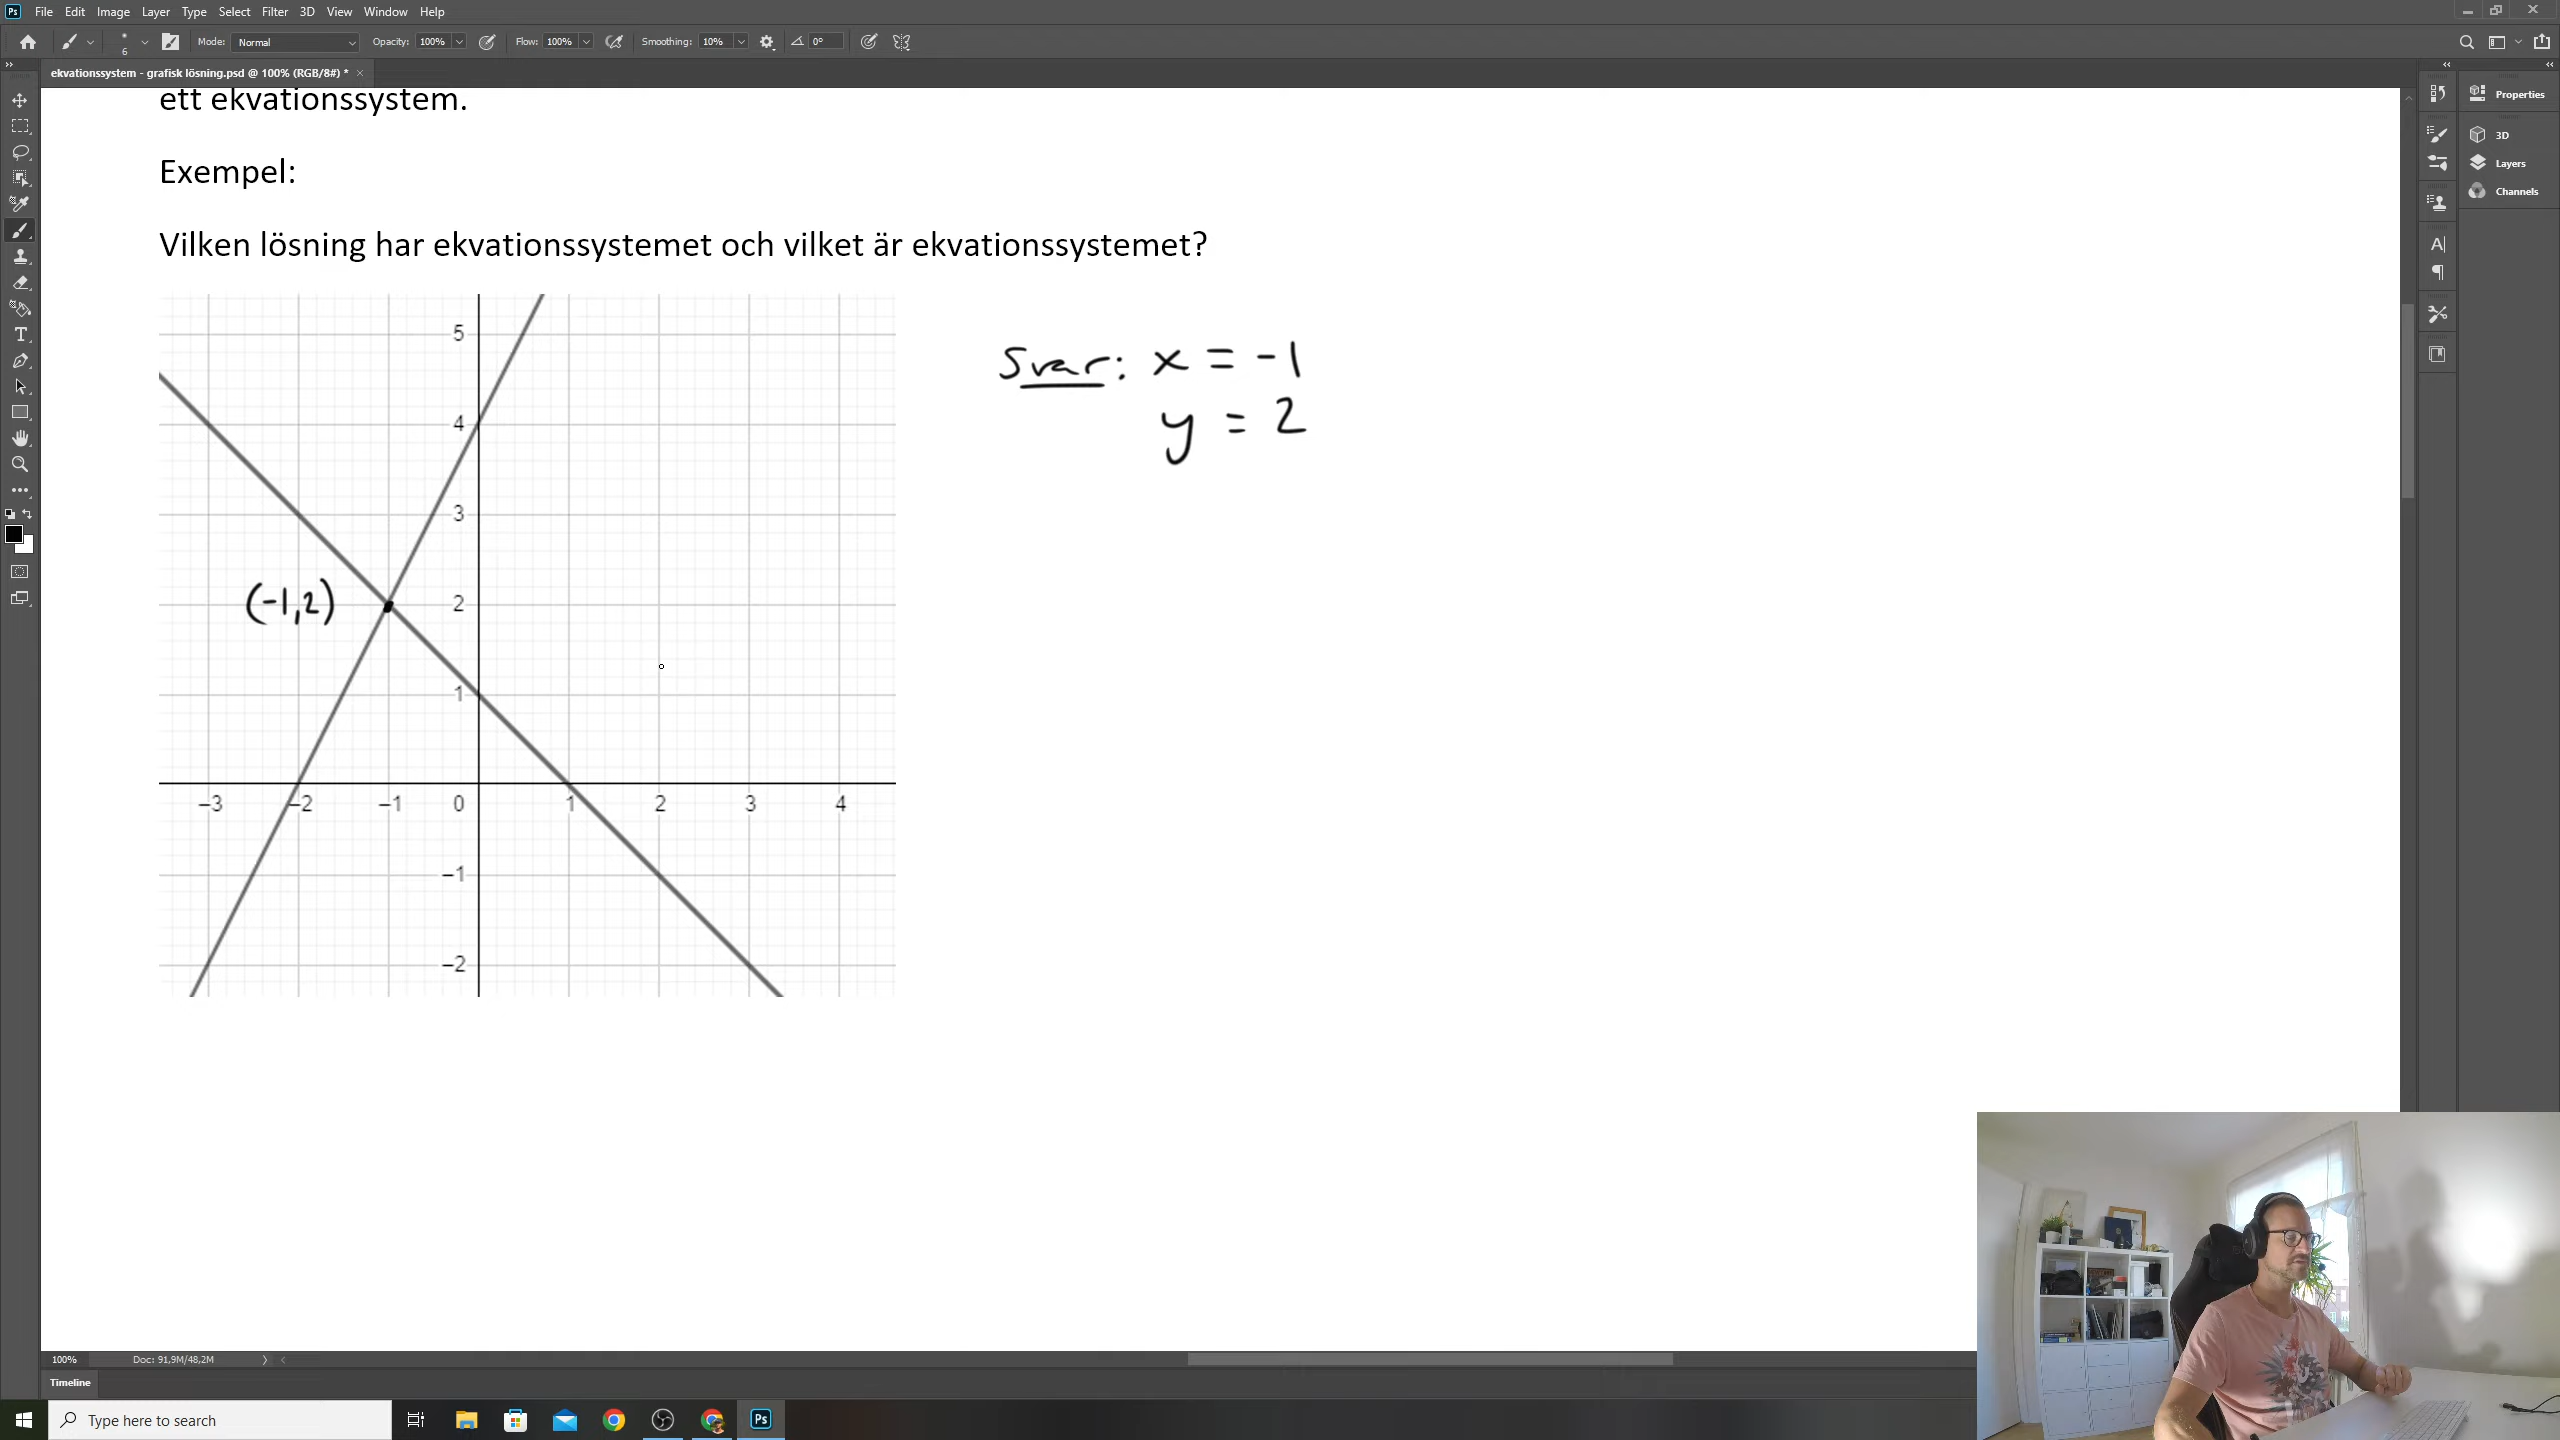 Ps File Edit Image Layer Type Select Filter 3D View Window Help
6 Mode: Normal Opacity: 100% Flow: 100% Smoothing: 10% 0°
ekvationssystem - grafisk lösning.psd @ 100% (RGB/8#) * ×
Properties
3D
Layers
Channels
ett ekvationssystem.
Exempel:
Vilken lösning har ekvationssystemet och vilket är ekvationssystemet?
5
4
3
(-1,2) 2
1
–3 –2 –1 0 1 2 3 4
–1
–2
Svar: x = -1
y = 2
100% Doc: 91,9M/48,2M
Timeline
Type here to search
Ps